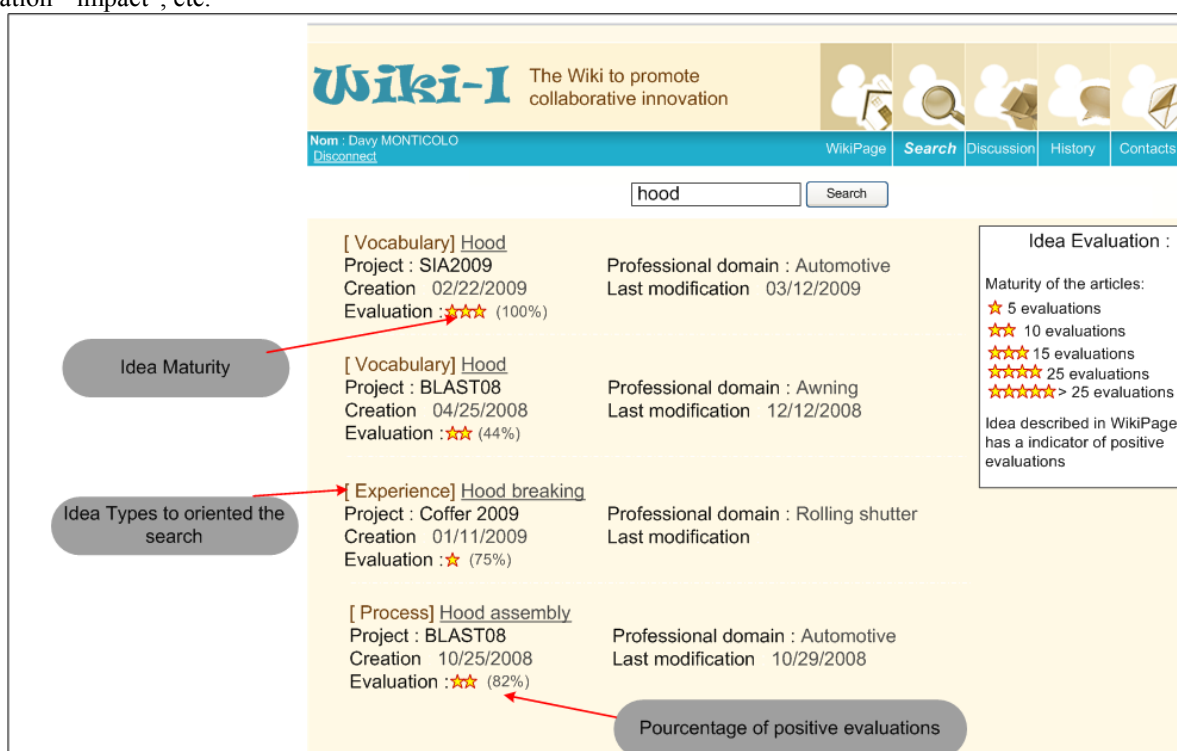 ation "impact", etc.
Wiki-I
The Wiki to promote
collaborative innovation
Nom : Davy MONTICOLO
Disconnect
WikiPage Search Discussion History Contacts
hood Search
[ Vocabulary] Hood
Project : SIA2009 Professional domain : Automotive
Creation 02/22/2009 Last modification 03/12/2009
Evaluation : (100%)
Idea Maturity
[ Vocabulary] Hood
Project : BLAST08 Professional domain : Awning
Creation 04/25/2008 Last modification 12/12/2008
Evaluation : (44%)
[ Experience] Hood breaking
Project : Coffer 2009 Professional domain : Rolling shutter
Creation 01/11/2009 Last modification
Evaluation : (75%)
Idea Types to oriented the
search
[ Process] Hood assembly
Project : BLAST08 Professional domain : Automotive
Creation 10/25/2008 Last modification 10/29/2008
Evaluation : (82%)
Pourcentage of positive evaluations
Idea Evaluation :
Maturity of the articles:
5 evaluations
10 evaluations
15 evaluations
25 evaluations
> 25 evaluations
Idea described in WikiPage
has a indicator of positive
evaluations